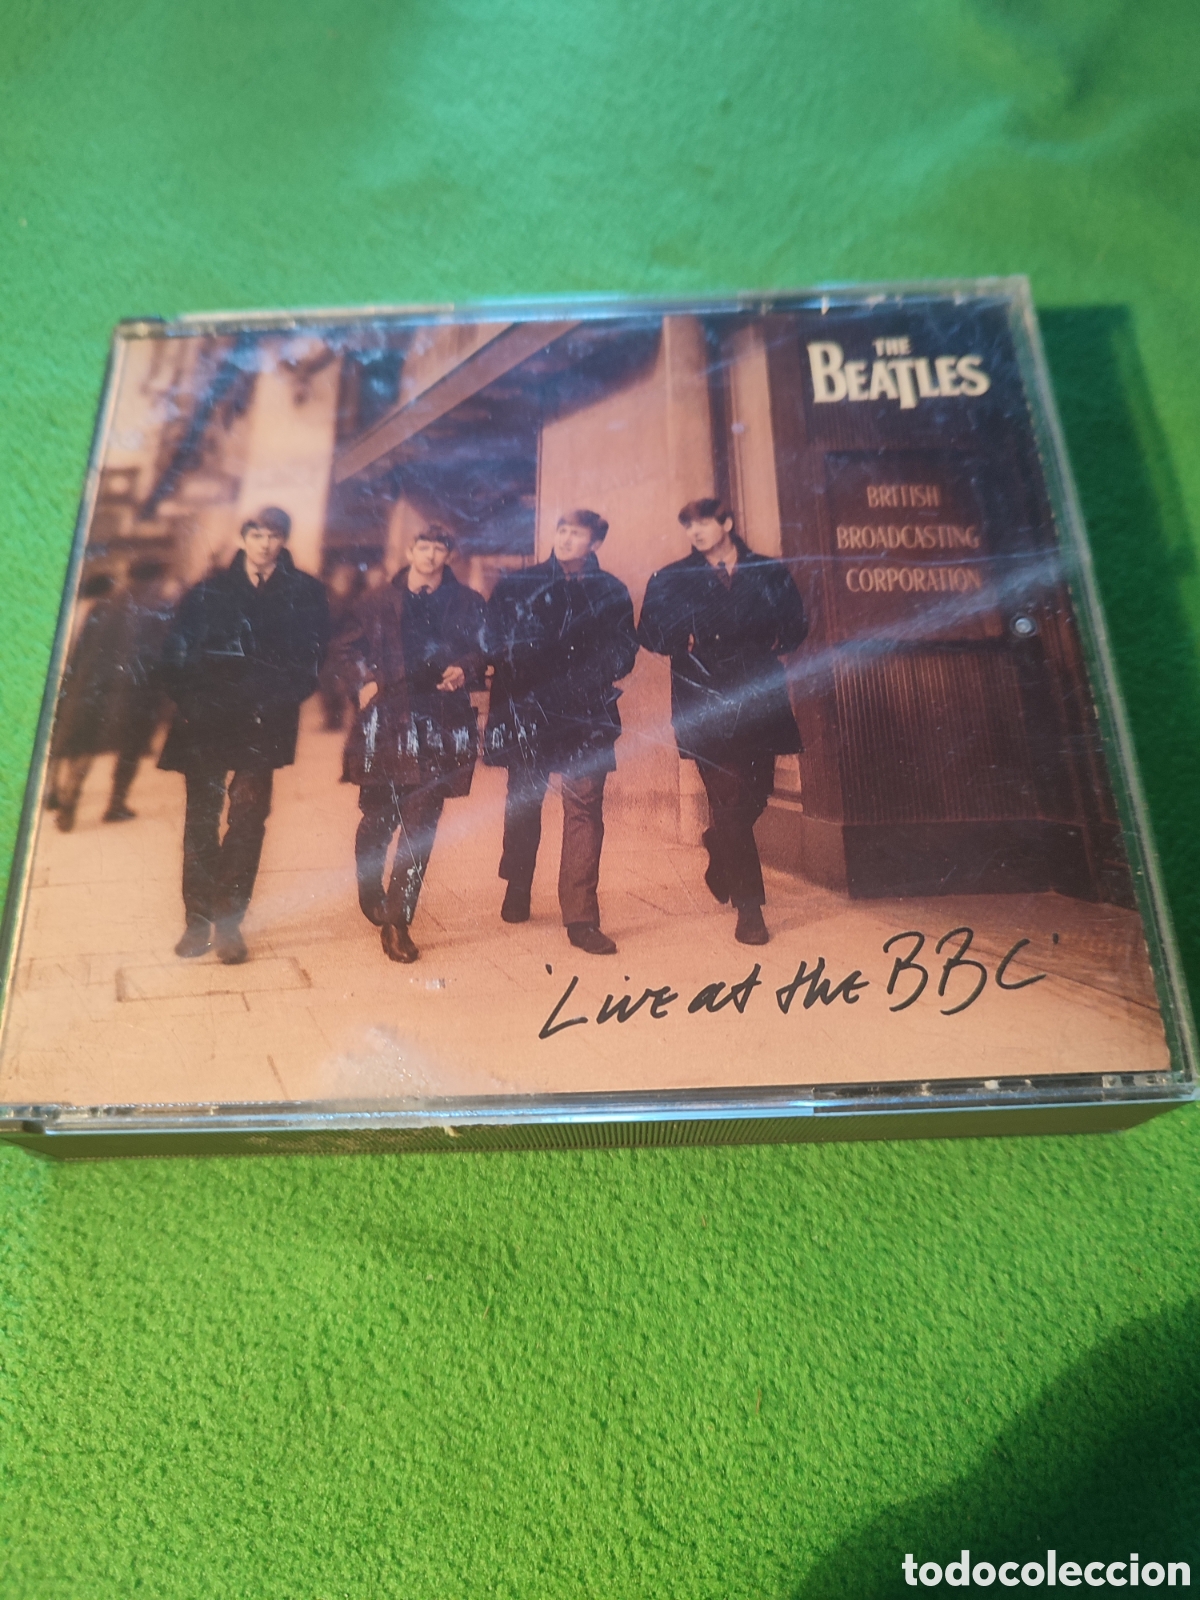 THE
BEATLES
BRITISH
BROADCASTING
CORPORATION
'Live at the BBC'
todocoleccion